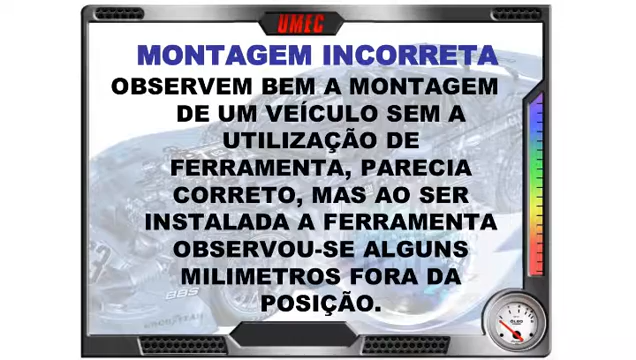 UMEC
MONTAGEM INCORRETA
OBSERVEM BEM A MONTAGEM
DE UM VEÍCULO SEM A
UTILIZAÇÃO DE
FERRAMENTA, PARECIA
CORRETO, MAS AO SER
INSTALADA A FERRAMENTA
OBSERVOU-SE ALGUNS
MILIMETROS FORA DA
POSIÇÃO.
BBS